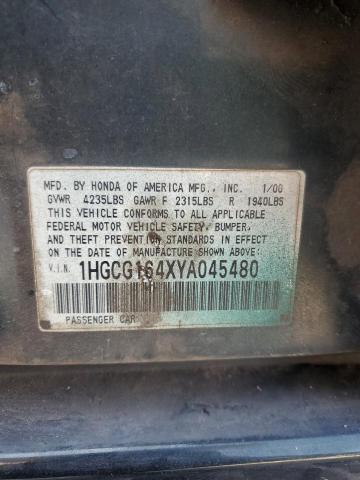 MFD. BY HONDA OF AMERICA MFG., INC. 1/00
GVWR 4235LBS GAWR F 2315LBS R 1940LBS
THIS VEHICLE CONFORMS TO ALL APPLICABLE
FEDERAL MOTOR VEHICLE SAFETY, BUMPER,
AND THEFT PREVENTION STANDARDS IN EFFECT
ON THE DATE OF MANUFACTURE SHOWN ABOVE:
V.I.N. 1HGCG164XYA045480
PASSENGER CAR